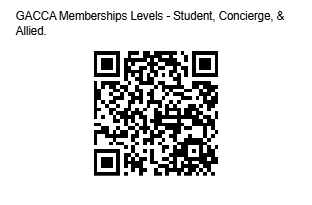 GACCA Memberships Levels - Student, Concierge, &
Allied.